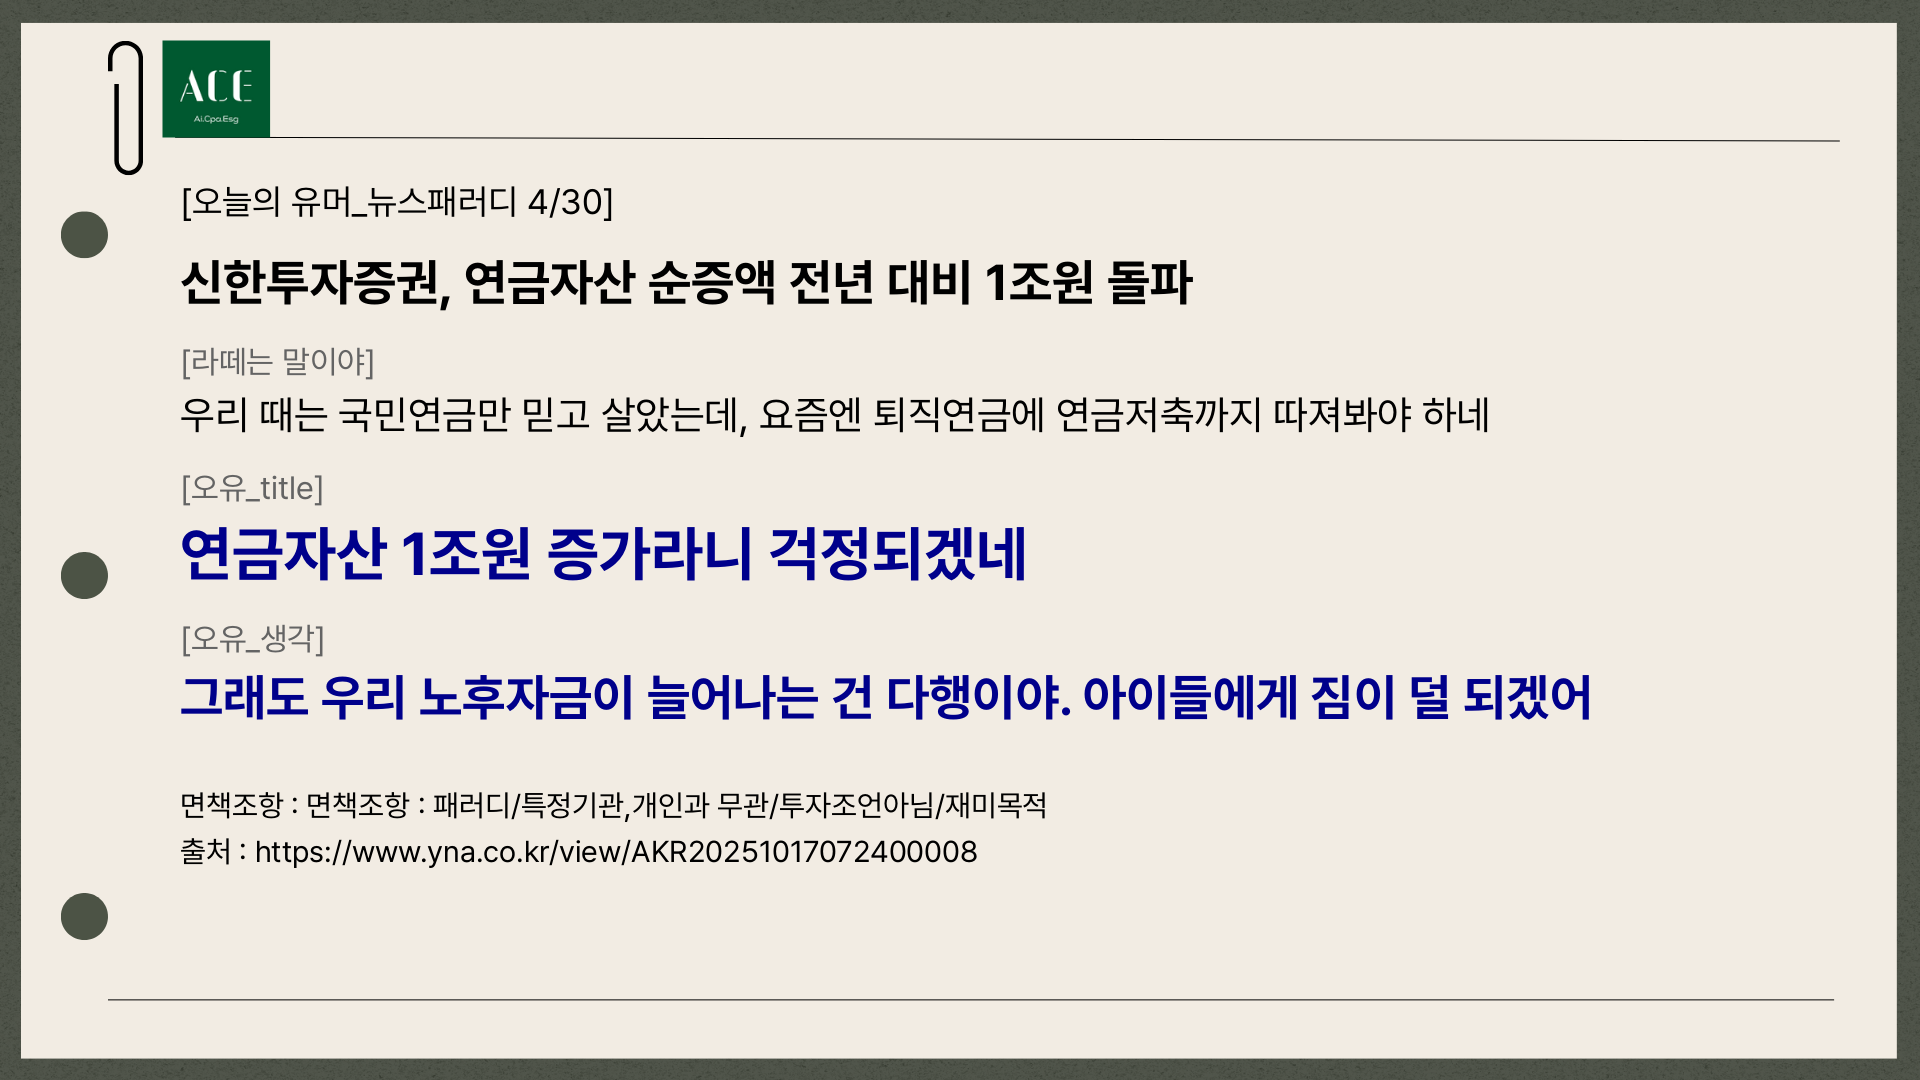 ACE
Ai.Cpa.Esg
[오늘의 유머_뉴스패러디 4/30]
신한투자증권, 연금자산 순증액 전년 대비 1조원 돌파
[라떼는 말이야]
우리 때는 국민연금만 믿고 살았는데, 요즘엔 퇴직연금에 연금저축까지 따져봐야 하네
[오유_title]
연금자산 1조원 증가라니 걱정되겠네
[오유_생각]
그래도 우리 노후자금이 늘어나는 건 다행이야. 아이들에게 짐이 덜 되겠어
면책조항 : 면책조항 : 패러디/특정기관,개인과 무관/투자조언아님/재미목적
출처 : https://www.yna.co.kr/view/AKR20251017072400008